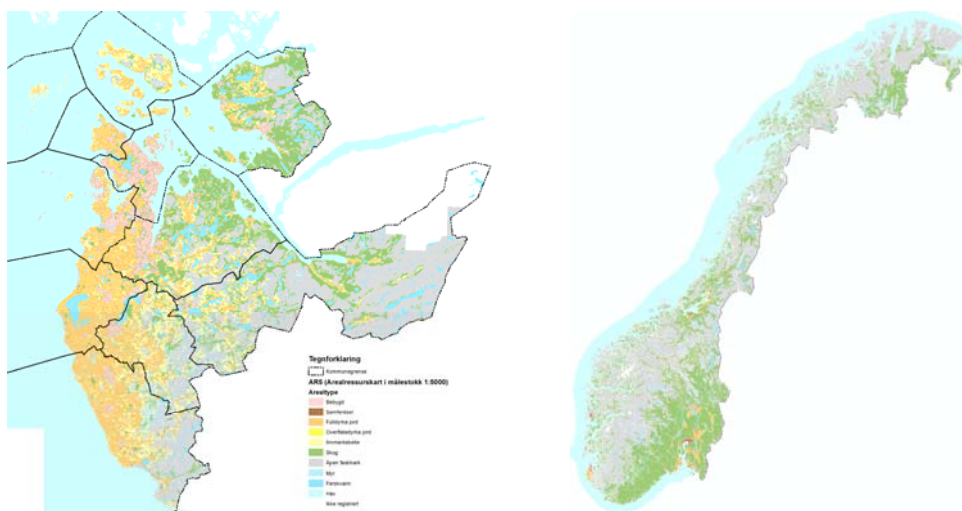 Tegnforklaring
Kommunegrense
AR5 (Arealressurskart i målestokk 1:5000)
Arealtype
Bebygd
Samferdsel
Fulldyrka jord
Overflatedyrka jord
Innmarksbeite
Skog
Åpen fastmark
Myr
Ferskvann
Hav
Ikke registrert